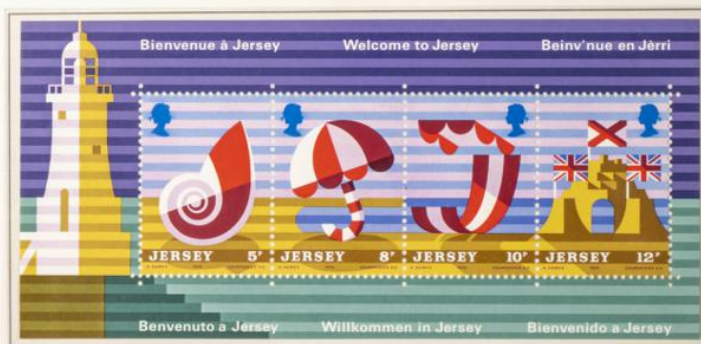 Bienvenue à Jersey Welcome to Jersey Beinv'nue en Jèrri
JERSEY 5P JERSEY 8P JERSEY 10P JERSEY 12P
Benvenuto a Jersey Willkommen in Jersey Bienvenido a Jersey